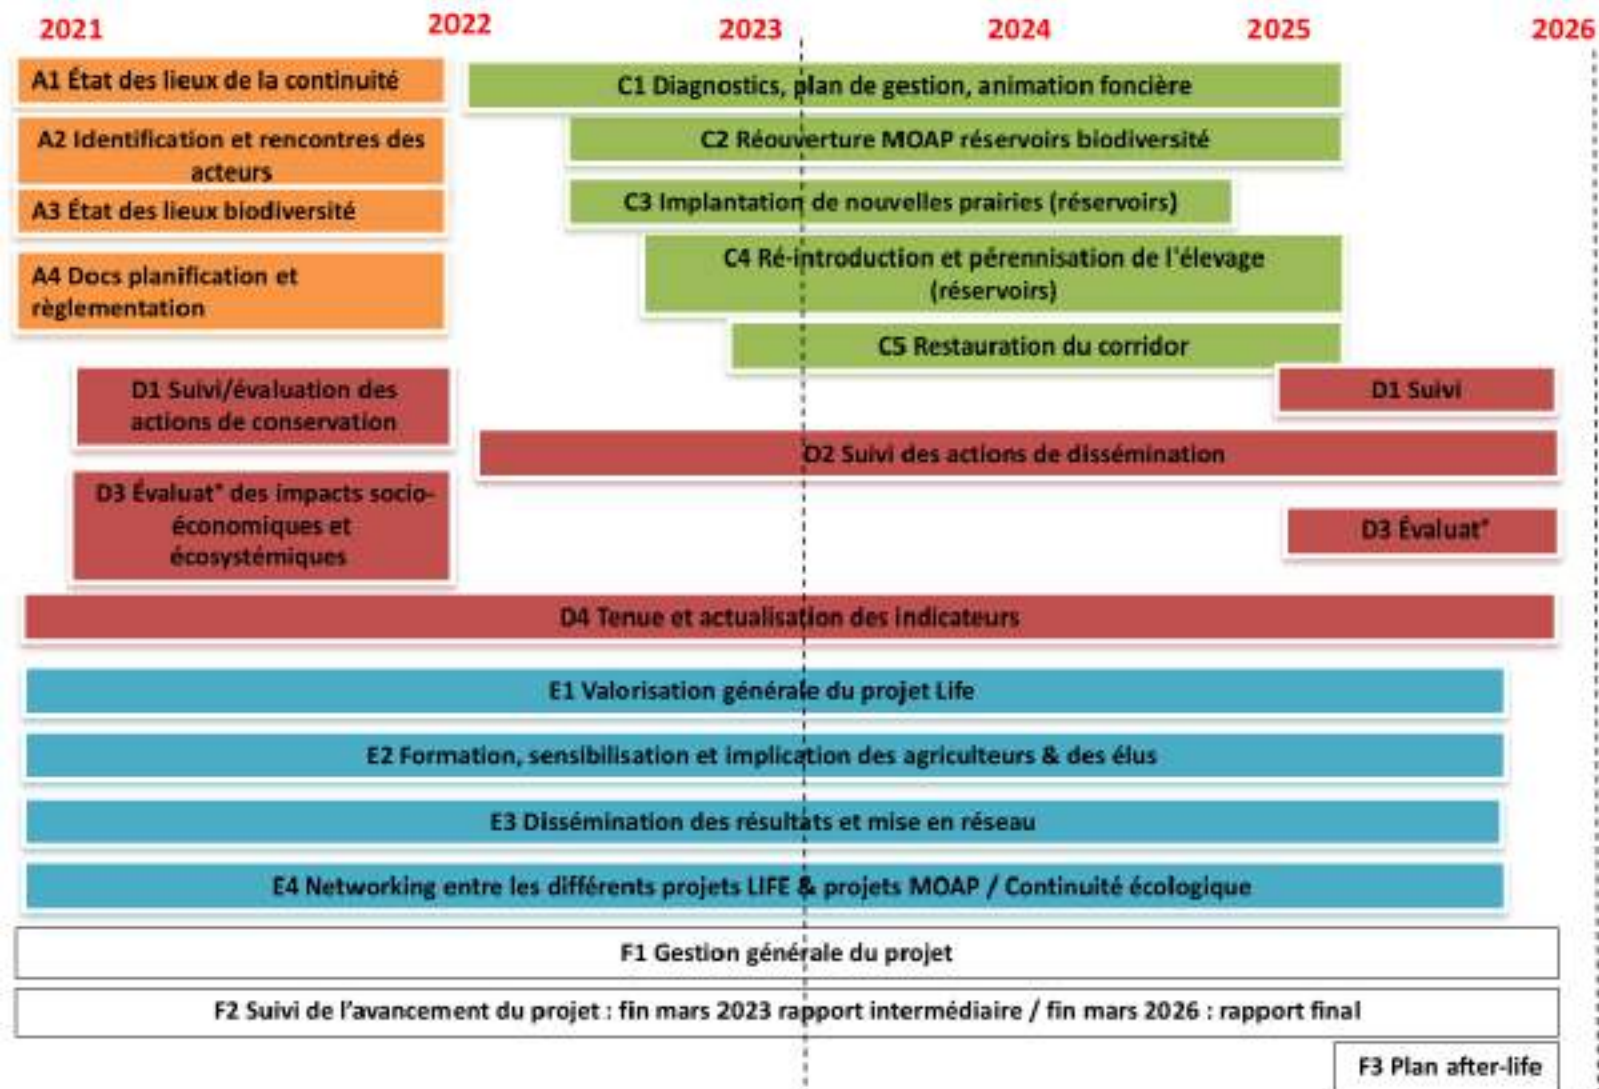 2021 2022 2023 2024 2025 2026
A1 État des lieux de la continuité
C1 Diagnostics, plan de gestion, animation foncière
A2 Identification et rencontres des
acteurs
C2 Réouverture MOAP réservoirs biodiversité
A3 État des lieux biodiversité
C3 Implantation de nouvelles prairies (réservoirs)
A4 Docs planification et
règlementation
C4 Ré-introduction et pérennisation de l'élevage
(réservoirs)
C5 Restauration du corridor
D1 Suivi/évaluation des
actions de conservation
D1 Suivi
D2 Suivi des actions de dissémination
D3 Évaluat° des impacts socio-
économiques et
écosystémiques
D3 Évaluat°
D4 Tenue et actualisation des indicateurs
E1 Valorisation générale du projet Life
E2 Formation, sensibilisation et implication des agriculteurs & des élus
E3 Dissémination des résultats et mise en réseau
E4 Networking entre les différents projets LIFE & projets MOAP / Continuité écologique
F1 Gestion générale du projet
F2 Suivi de l'avancement du projet : fin mars 2023 rapport intermédiaire / fin mars 2026 : rapport final
F3 Plan after-life